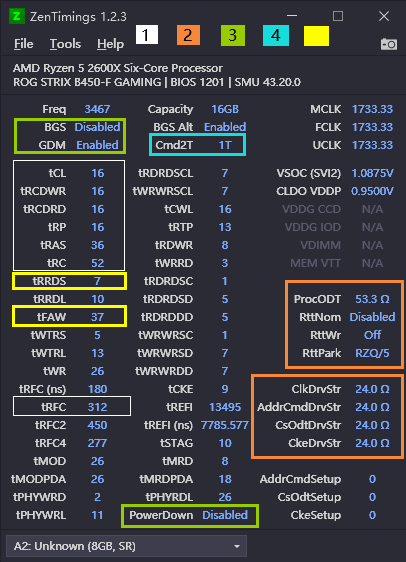 ZenTimings 1.2.3
File Tools Help 1 2 3 4
AMD Ryzen 5 2600X Six-Core Processor
ROG STRIX B450-F GAMING | BIOS 1201 | SMU 43.20.0
Freq 3467 Capacity 16GB MCLK 1733.33
BGS Disabled BGS Alt Enabled FCLK 1733.33
GDM Enabled Cmd2T 1T UCLK 1733.33
tCL 16 tRDRDSCL 7 VSOC (SVI2) 1.0875V
tRCDWR 16 tWRWRSCL 7 CLDO VDDP 0.9500V
tRCDRD 16 tCWL 16 VDDG CCD N/A
tRP 16 tRTP 13 VDDG IOD N/A
tRAS 36 tRDWR 8 VDIMM N/A
tRC 52 tWRRD 3 MEM VTT N/A
tRRDS 7 tRDRDSC 1
tRRDL 10 tRDRDSD 5 ProcODT 53.3 Ω
tFAW 37 tRDRDDD 5 RttNom Disabled
tWTRS 5 tWRWRSC 1 RttWr Off
tWTRL 13 tWRWRSD 7 RttPark RZQ/5
tWR 26 tWRWRDD 7
tRFC (ns) 180 tCKE 9 ClkDrvStr 24.0 Ω
tRFC 312 tREFI 13495 AddrCmdDrvStr 24.0 Ω
tRFC2 450 tREFI (ns) 7785.577 CsOdtDrvStr 24.0 Ω
tRFC4 277 tSTAG 10 CkeDrvStr 24.0 Ω
tMOD 26 tMRD 8
tMODPDA 26 tMRDPDA 18 AddrCmdSetup 0
tPHYWRD 2 tPHYRDL 26 CsOdtSetup 0
tPHYWRL 11 PowerDown Disabled CkeSetup 0
A2: Unknown (8GB, SR)